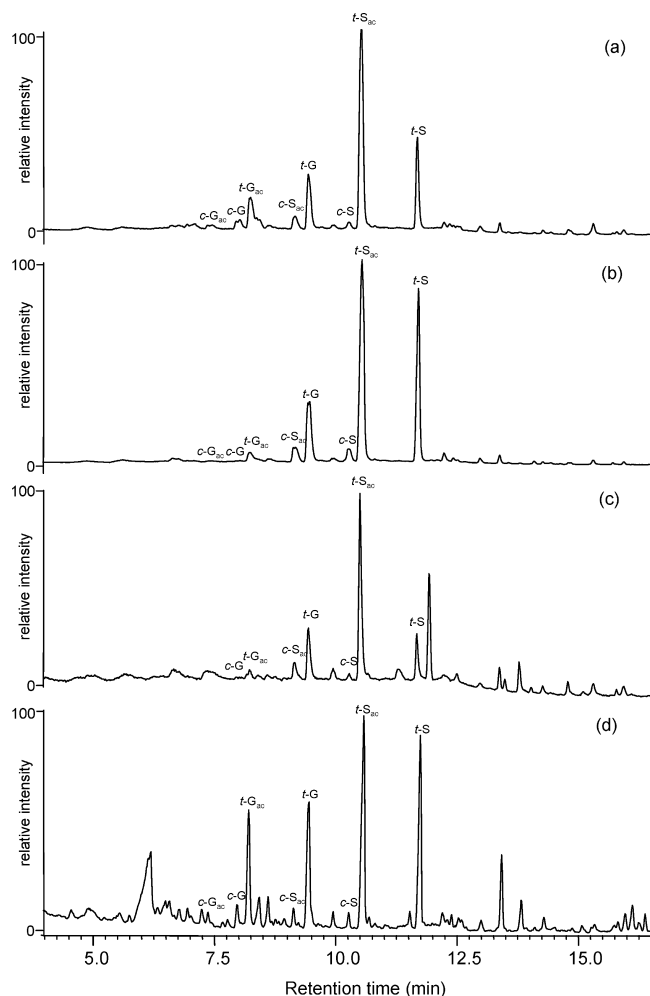 (a)
100
relative intensity
0
c-Gac
c-G
t-Gac
c-Sac
t-G
c-S
t-Sac
t-S
(b)
100
relative intensity
0
c-Gac
c-G
t-Gac
c-Sac
t-G
c-S
t-Sac
t-S
(c)
100
relative intensity
0
c-G
t-Gac
c-Sac
t-G
c-S
t-Sac
t-S
(d)
100
relative intensity
0
c-Gac
c-G
t-Gac
c-Sac
t-G
c-S
t-Sac
t-S
5.0
7.5
10.0
12.5
15.0
Retention time (min)